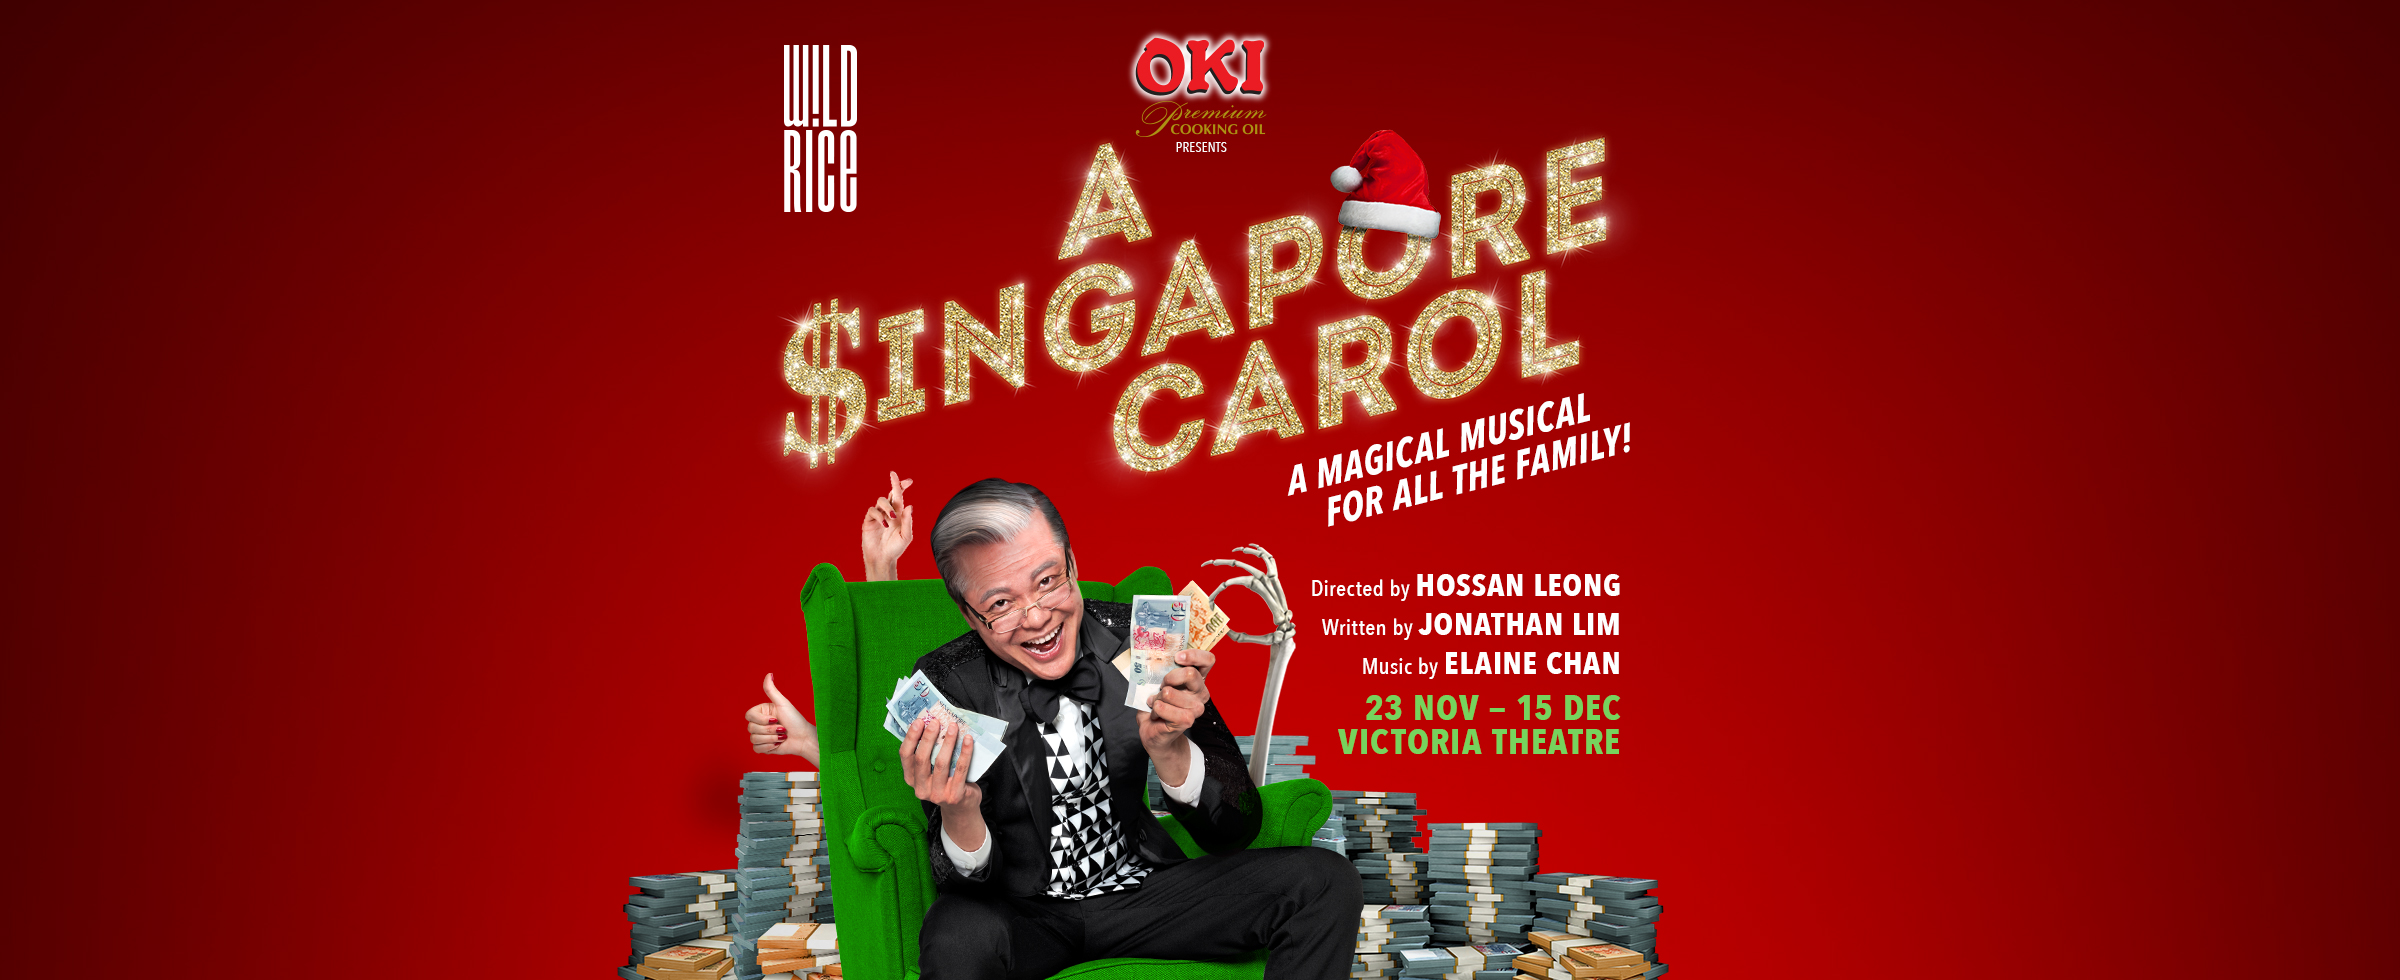 WiLD
RICe
OKI
Premium
COOKING OIL
PRESENTS
A
$INGAPORE
CAROL
A MAGICAL MUSICAL
FOR ALL THE FAMILY!
Directed by HOSSAN LEONG
Written by JONATHAN LIM
Music by ELAINE CHAN
23 NOV – 15 DEC
VICTORIA THEATRE